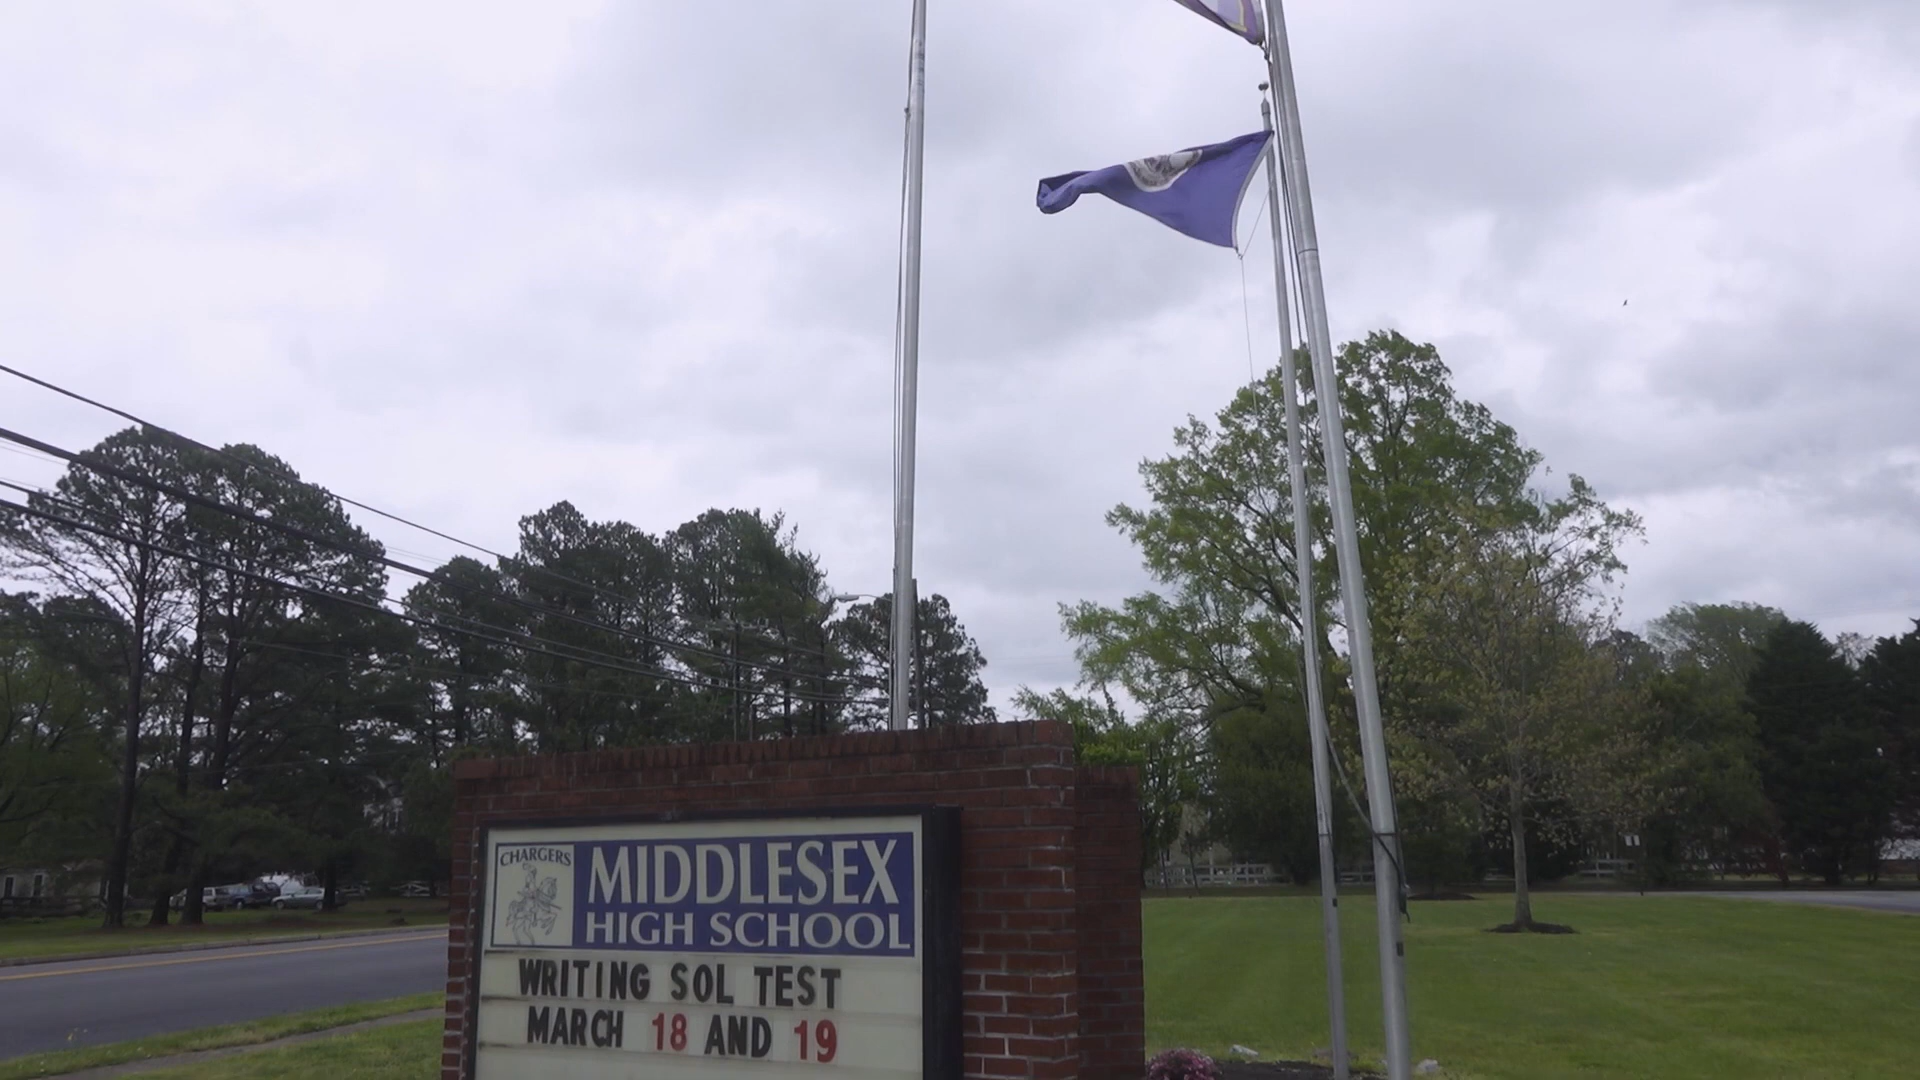 CHARGERS
MIDDLESEX
HIGH SCHOOL
WRITING SOL TEST
MARCH 18 AND 19